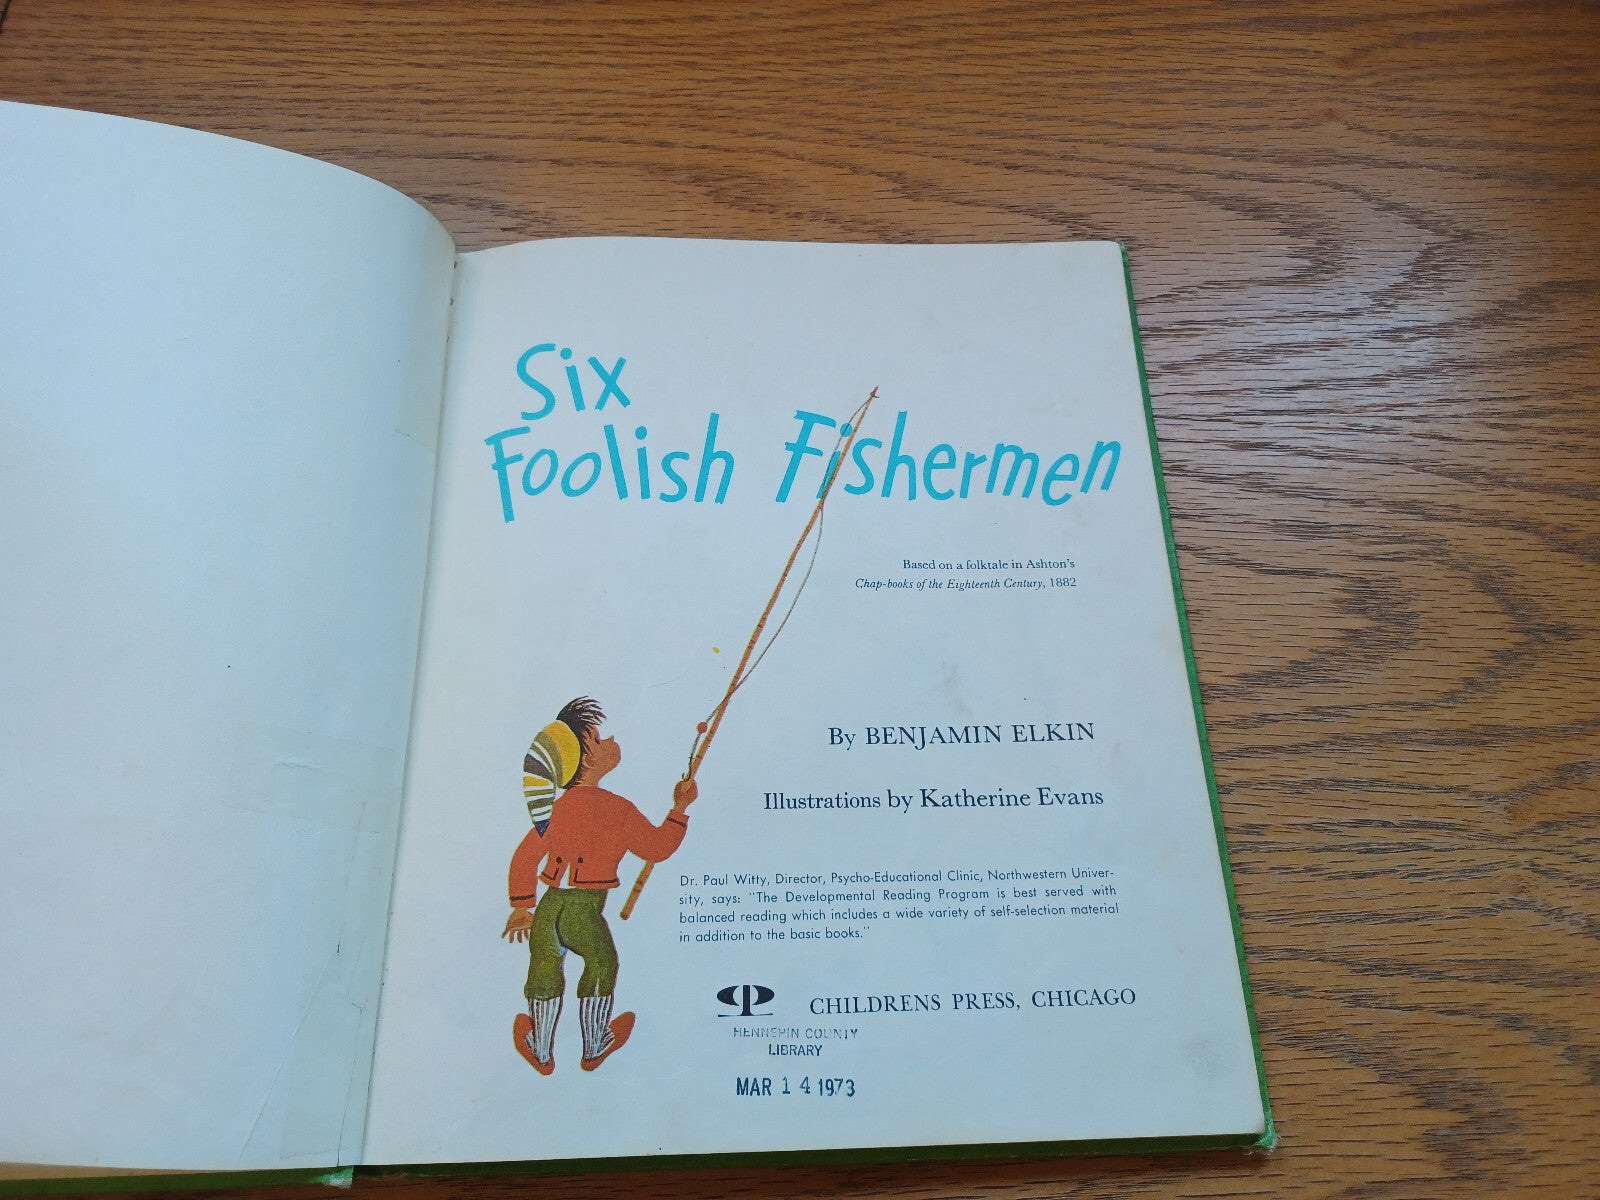 Six
Foolish Fishermen
Based on a folktale in Ashton's
Chap-books of the Eighteenth Century, 1882
By BENJAMIN ELKIN
Illustrations by Katherine Evans
Dr. Paul Witty, Director, Psycho-Educational Clinic, Northwestern Univer-
sity, says: "The Developmental Reading Program is best served with
balanced reading which includes a wide variety of self-selection material
in addition to the basic books."
CHILDRENS PRESS, CHICAGO
HENNEPIN COUNTY
LIBRARY
MAR 14 1973